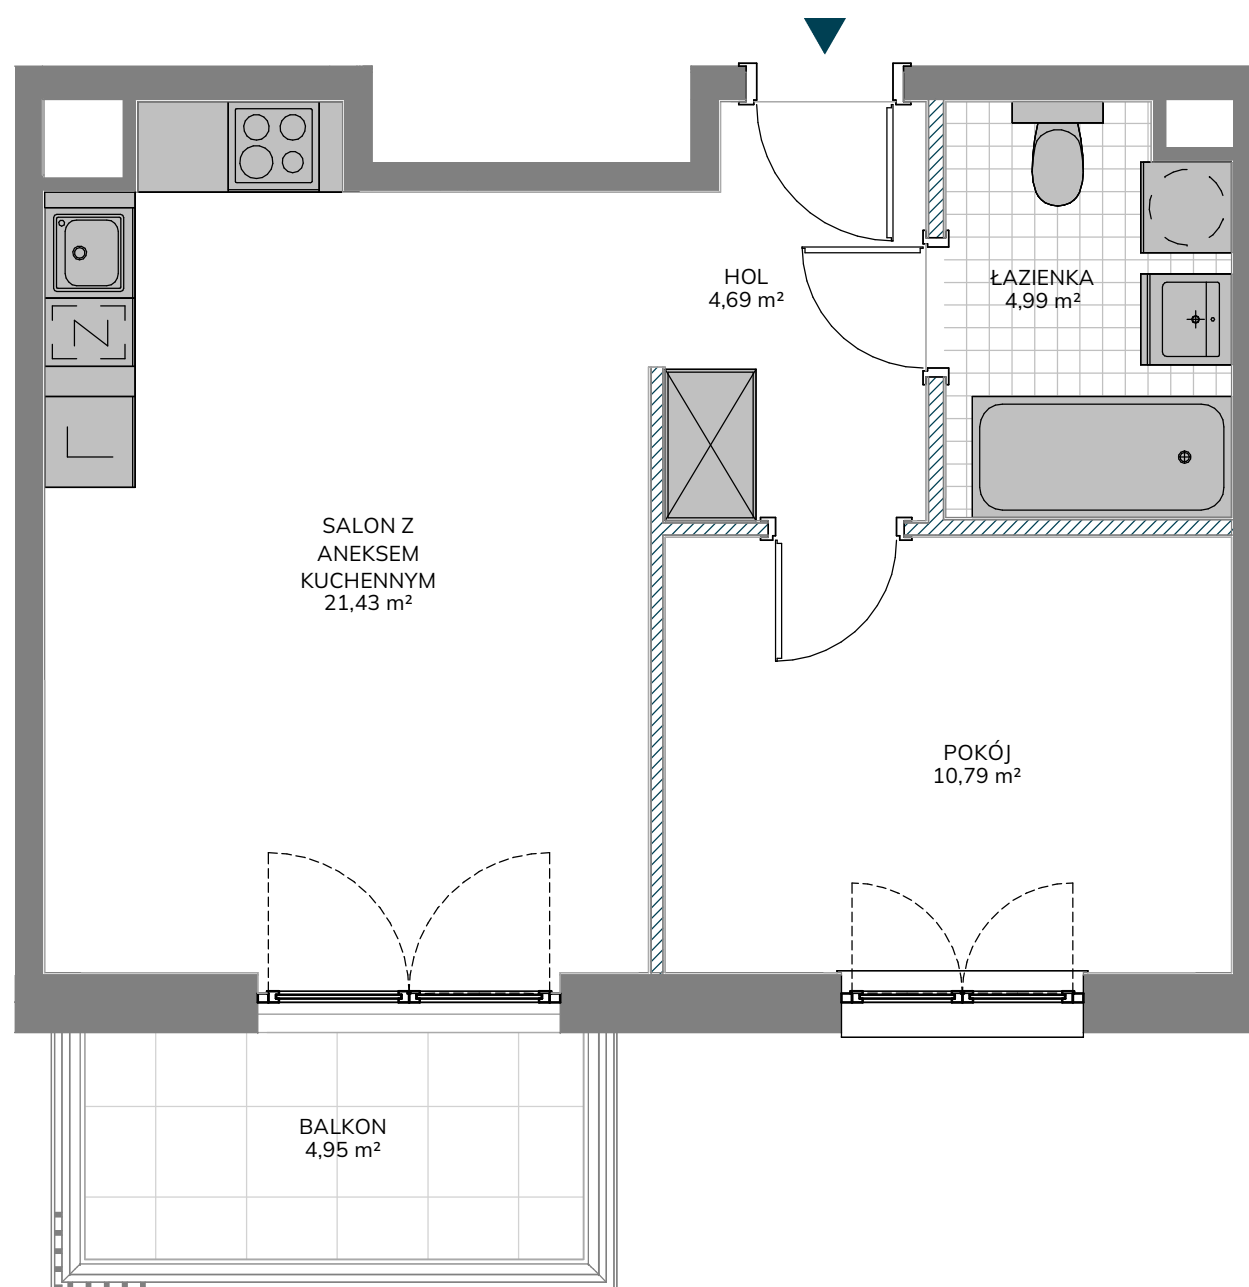 HOL
4,69 m²
ŁAZIENKA
4,99 m²
Z
L
SALON Z
ANEKSEM
KUCHENNYM
21,43 m²
POKÓJ
10,79 m²
BALKON
4,95 m²